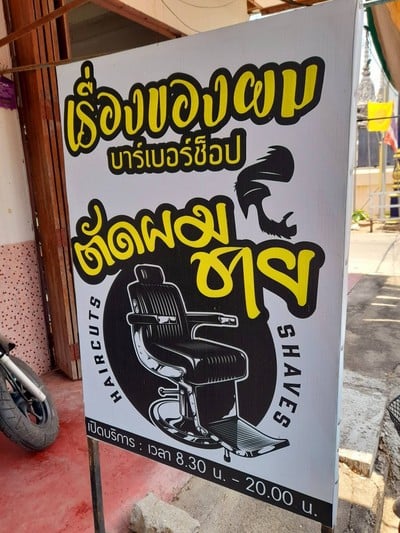 เรื่องของผม
บาร์เบอร์ช็อป
ตัดผม
ชาย
HAIRCUTS
SHAVES
เปิดบริการ : เวลา 8.30 น. - 20.00 น.